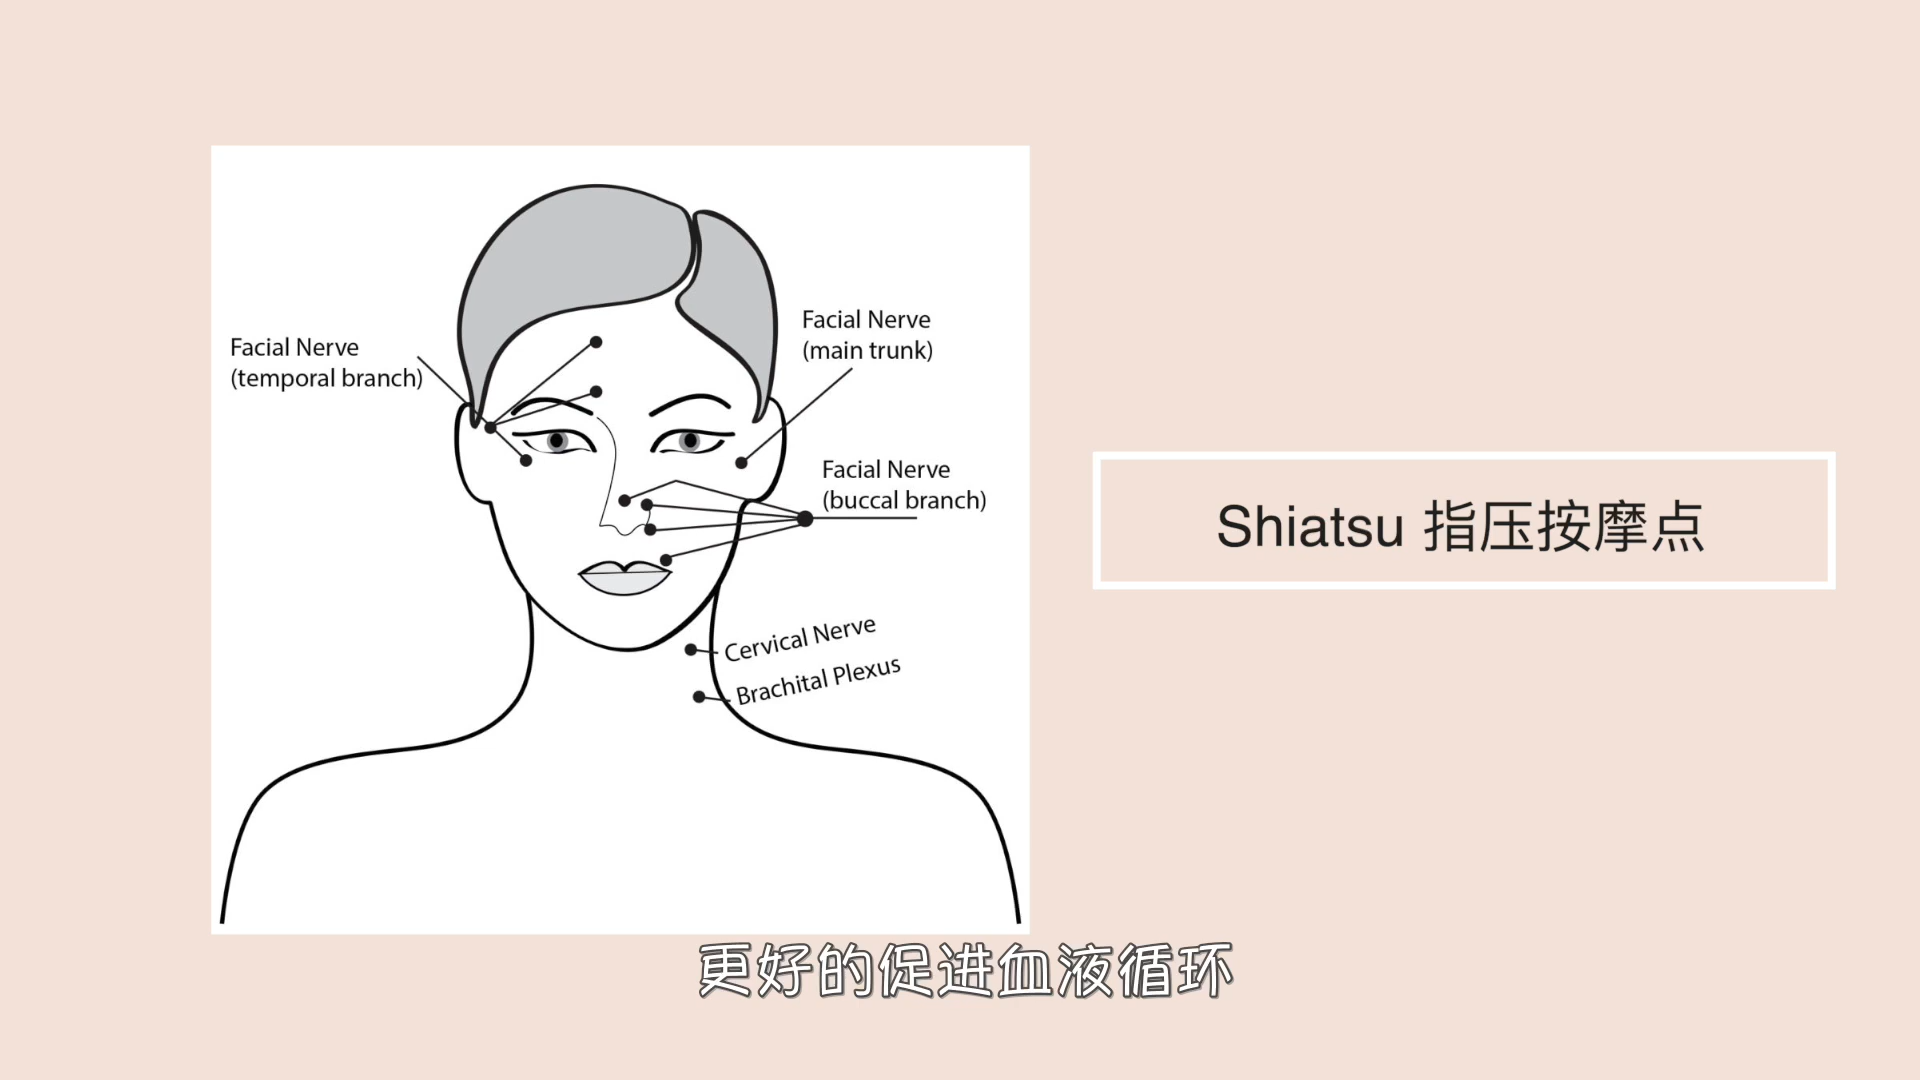 Facial Nerve
(temporal branch)
Facial Nerve
(main trunk)
Facial Nerve
(buccal branch)
Cervical Nerve
Brachital Plexus
Shiatsu 指压按摩点
更好的促进血液循环